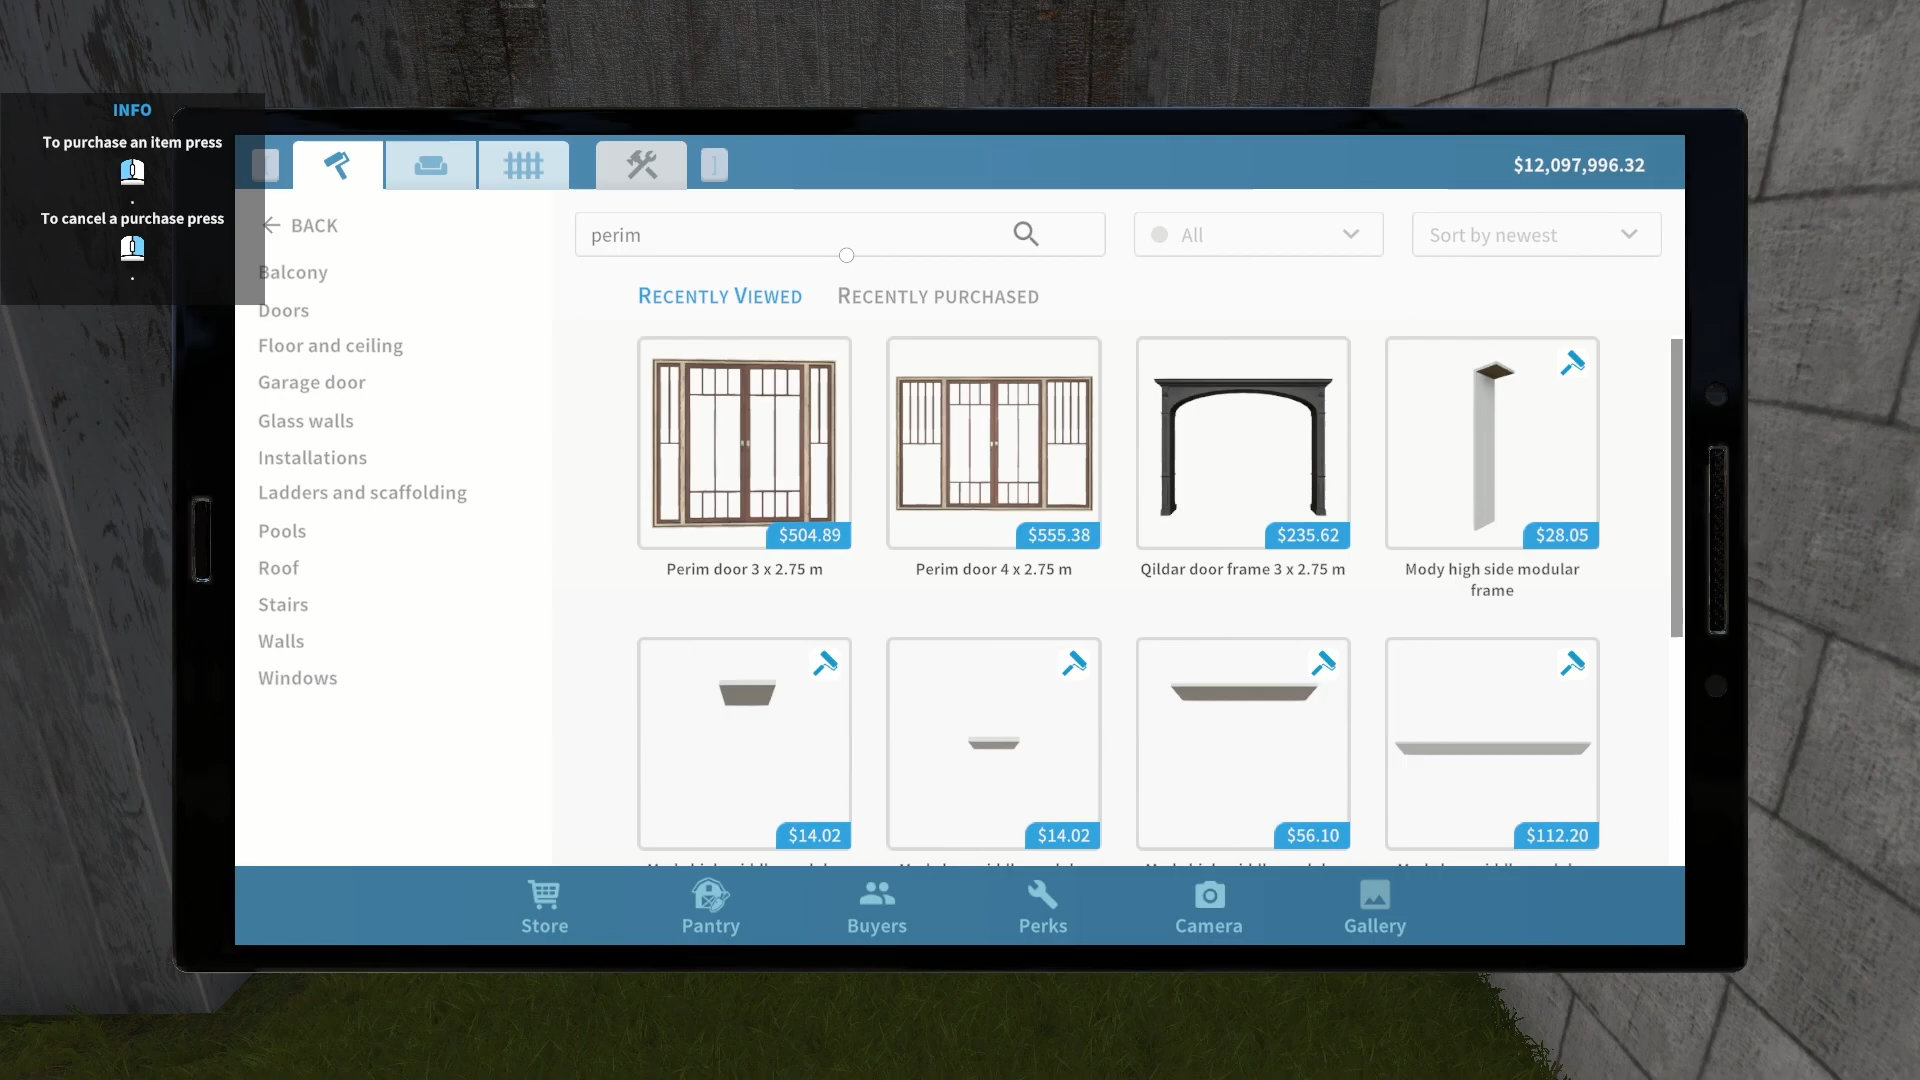 INFO
To purchase an item press
.
To cancel a purchase press
.
$12,097,996.32
BACK
perim
All
Sort by newest
Balcony
Doors
Floor and ceiling
Garage door
Glass walls
Installations
Ladders and scaffolding
Pools
Roof
Stairs
Walls
Windows
RECENTLY VIEWED
RECENTLY PURCHASED
$504.89
$555.38
$235.62
$28.05
Perim door 3 x 2.75 m
Perim door 4 x 2.75 m
Qildar door frame 3 x 2.75 m
Mody high side modular
frame
$14.02
$14.02
$56.10
$112.20
Store
Pantry
Buyers
Perks
Camera
Gallery